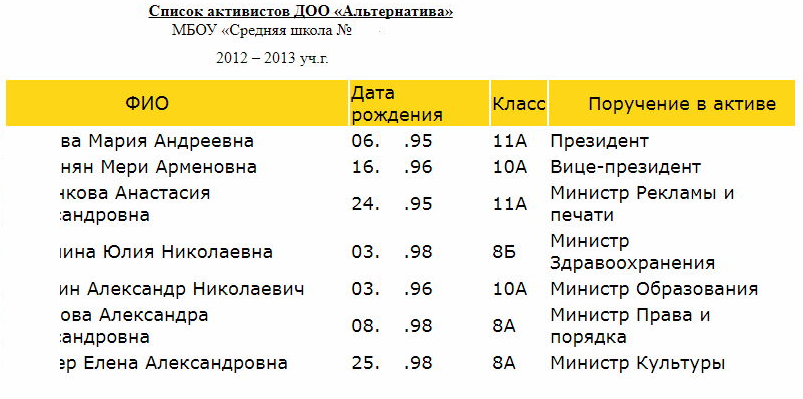 Список активистов ДОО «Альтернатива»
МБОУ «Средняя школа №
2012 – 2013 уч.г.
ФИО Дата рождения Класс Поручение в активе
ва Мария Андреевна 06. .95 11А Президент
нян Мери Арменовна 16. .96 10А Вице-президент
нкова Анастасия сандровна 24. .95 11А Министр Рекламы и печати
ина Юлия Николаевна 03. .98 8Б Министр Здравоохранения
ин Александр Николаевич 03. .96 10А Министр Образования
ова Александра сандровна 08. .98 8А Министр Права и порядка
ер Елена Александровна 25. .98 8А Министр Культуры